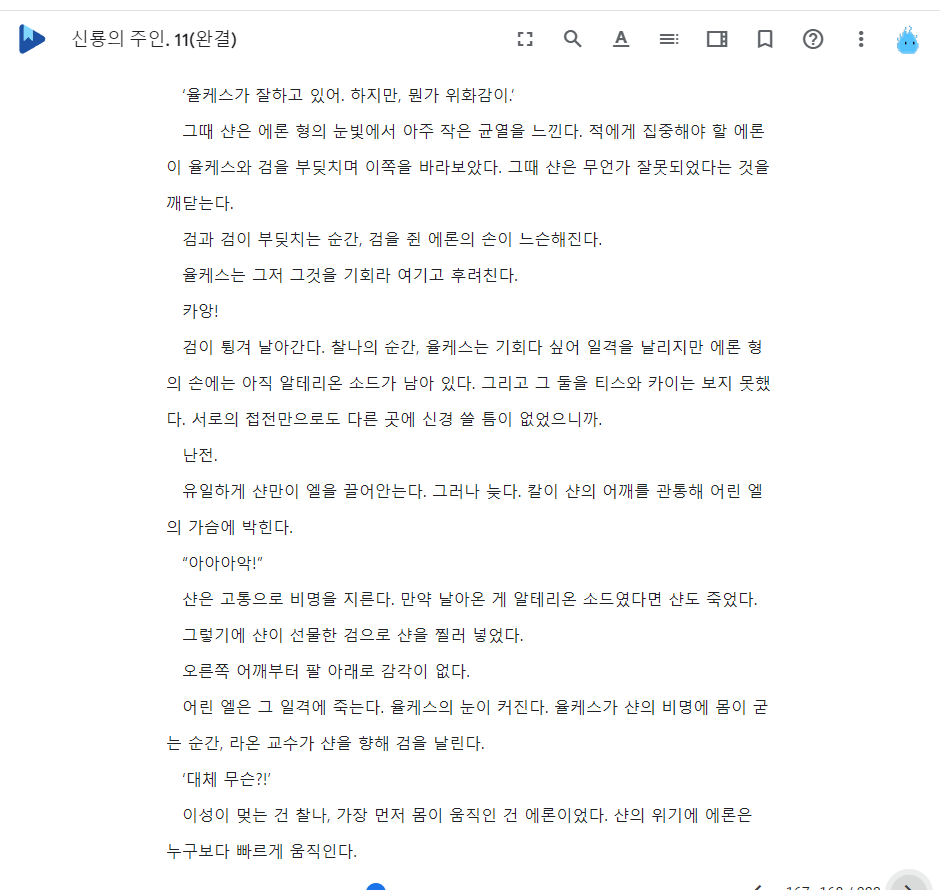 신룡의 주인. 11(완결)
‘율케스가 잘하고 있어. 하지만, 뭔가 위화감이.’
그때 샨은 에론 형의 눈빛에서 아주 작은 균열을 느낀다. 적에게 집중해야 할 에론
이 율케스와 검을 부딪치며 이쪽을 바라보았다. 그때 샨은 무언가 잘못되었다는 것을
깨닫는다.
검과 검이 부딪치는 순간, 검을 쥔 에론의 손이 느슨해진다.
율케스는 그저 그것을 기회라 여기고 후려친다.
카앙!
검이 튕겨 날아간다. 찰나의 순간, 율케스는 기회다 싶어 일격을 날리지만 에론 형
의 손에는 아직 알테리온 소드가 남아 있다. 그리고 그 둘을 티스와 카이는 보지 못했
다. 서로의 접전만으로도 다른 곳에 신경 쓸 틈이 없었으니까.
난전.
유일하게 샨만이 엘을 끌어안는다. 그러나 늦다. 칼이 샨의 어깨를 관통해 어린 엘
의 가슴에 박힌다.
“아아아악!”
샨은 고통으로 비명을 지른다. 만약 날아온 게 알테리온 소드였다면 샨도 죽었다.
그렇기에 샨이 선물한 검으로 샨을 찔러 넣었다.
오른쪽 어깨부터 팔 아래로 감각이 없다.
어린 엘은 그 일격에 죽는다. 율케스의 눈이 커진다. 율케스가 샨의 비명에 몸이 굳
는 순간, 라온 교수가 샨을 향해 검을 날린다.
‘대체 무슨?!’
이성이 멎는 건 찰나, 가장 먼저 몸이 움직인 건 에론이었다. 샨의 위기에 에론은
누구보다 빠르게 움직인다.